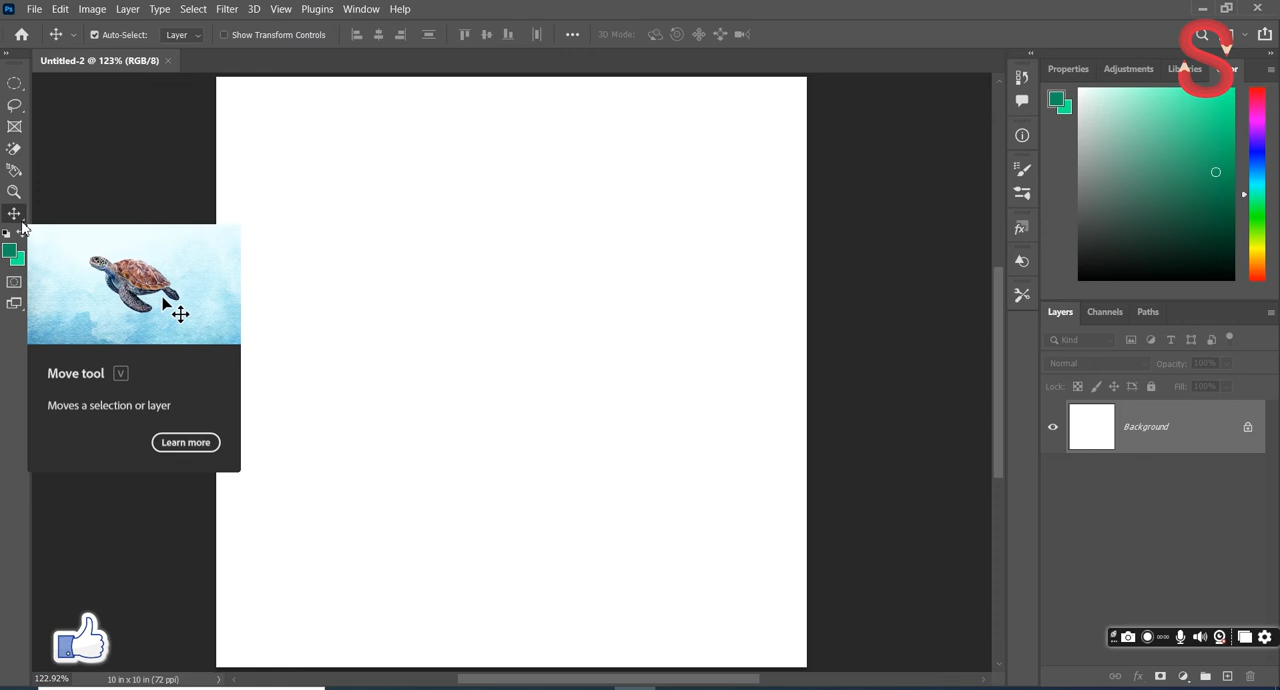 Ps File Edit Image Layer Type Select Filter 3D View Plugins Window Help
Auto-Select: Layer Show Transform Controls 3D Mode:
Untitled-2 @ 123% (RGB/8) ×
Properties Adjustments
S
Move tool V
Moves a selection or layer
Learn more
Layers Channels Paths
Kind
Normal Opacity: 100%
Lock: Fill: 100%
Background
122.92% 10 in x 10 in (72 ppi)